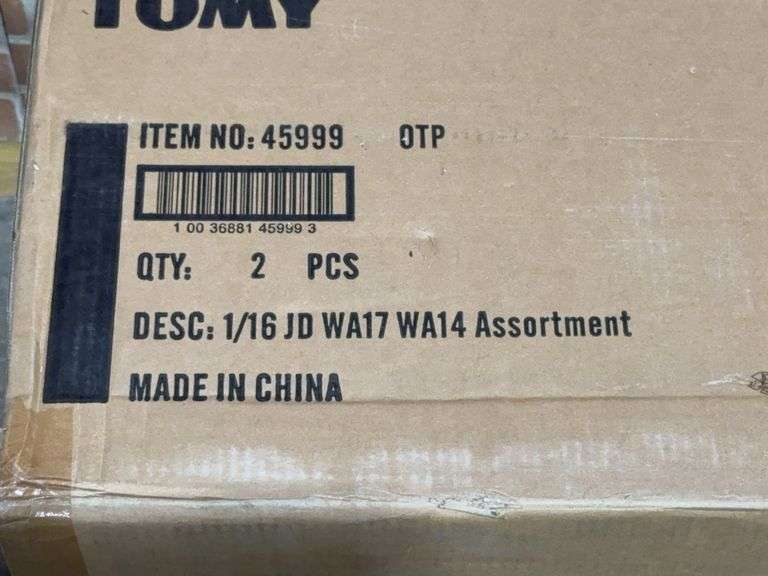 TOMY
ITEM NO: 45999 OTP
1 00 36881 45999 3
QTY: 2 PCS
DESC: 1/16 JD WA17 WA14 Assortment
MADE IN CHINA